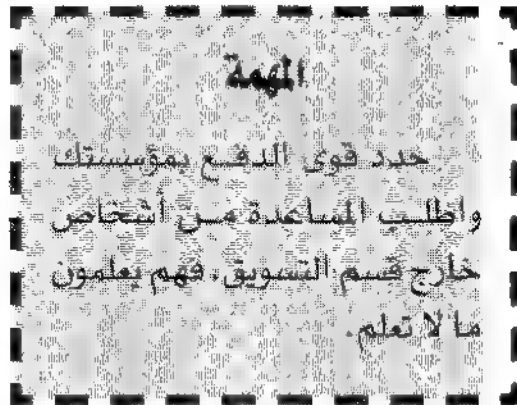 المهمة
حدد قوى الدفع بمؤسستك
واطلب المساعدة من أشخاص
خارج قسم التسويق. فهم يعلمون
ما لا تعلم.